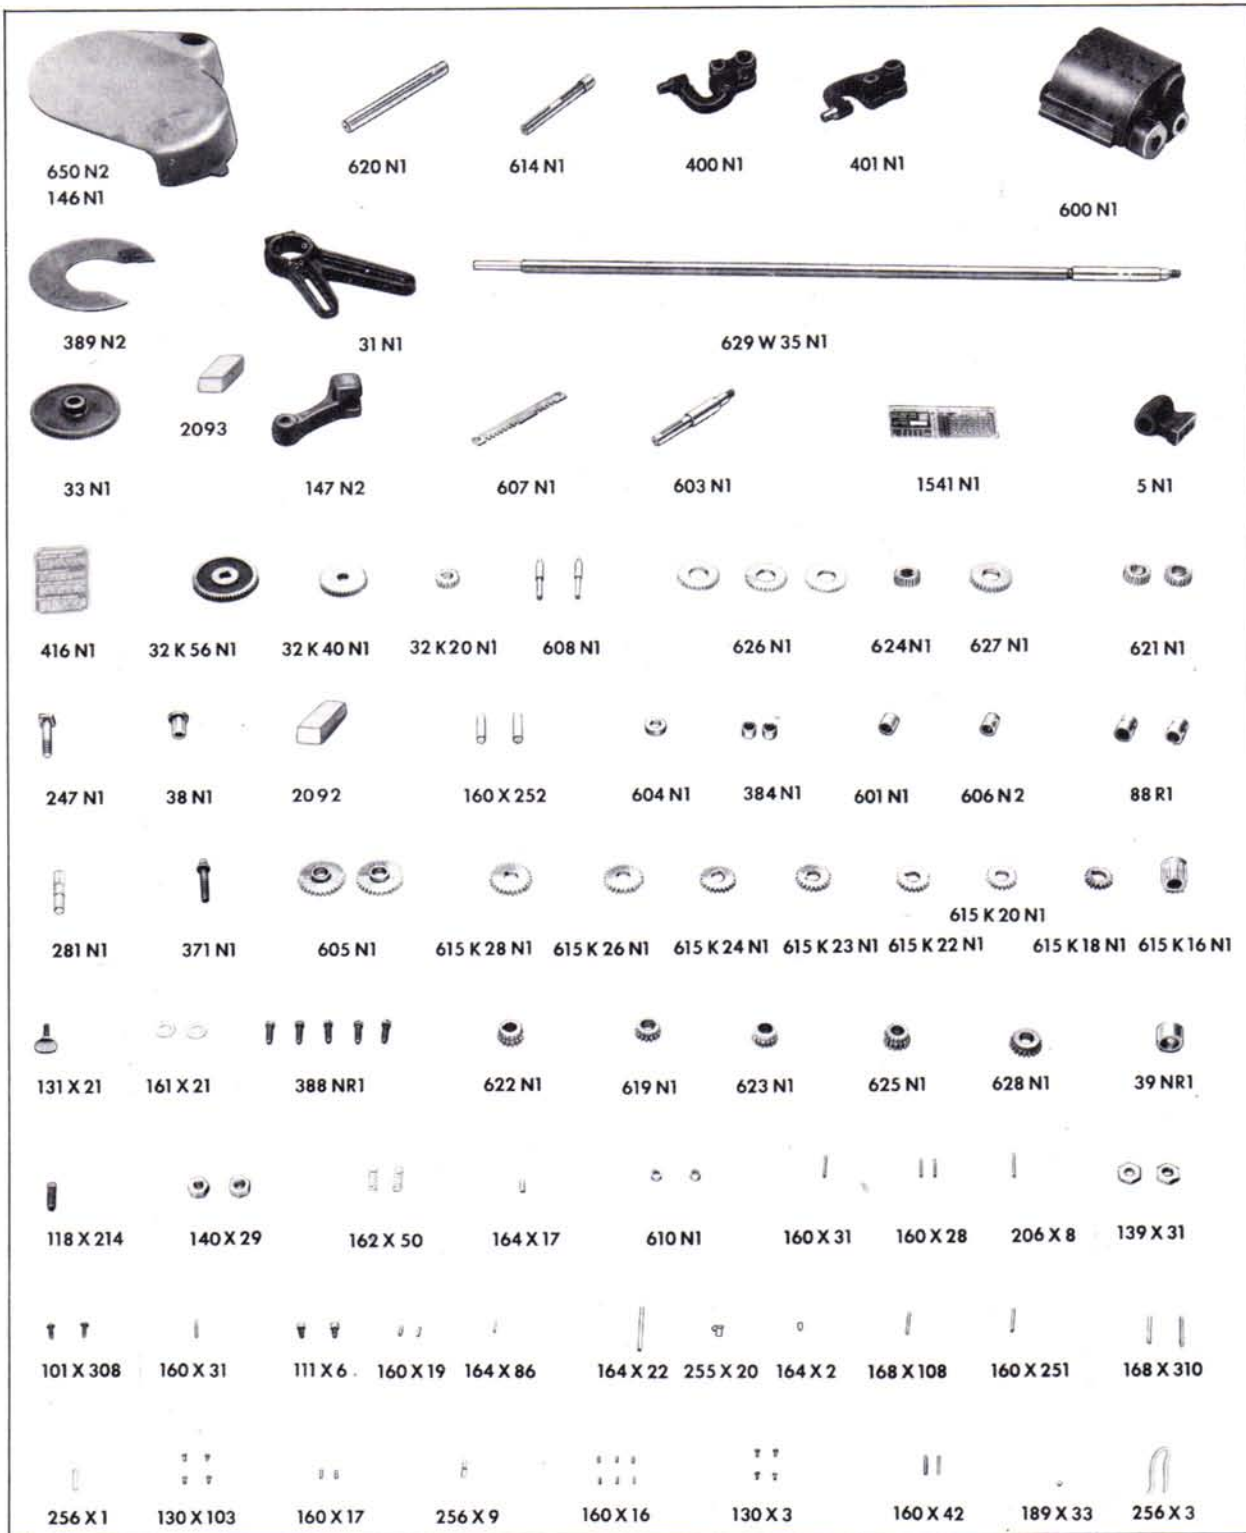 650 N2
146 N1
620 N1
614 N1
400 N1
401 N1
600 N1
389 N2
31 N1
629 W 35 N1
2093
33 N1
147 N2
607 N1
603 N1
1541 N1
5 N1
416 N1
32 K 56 N1
32 K 40 N1
32 K 20 N1
608 N1
626 N1
624 N1
627 N1
621 N1
247 N1
38 N1
2092
160 X 252
604 N1
384 N1
601 N1
606 N2
88 R1
281 N1
371 N1
605 N1
615 K 28 N1
615 K 26 N1
615 K 24 N1
615 K 23 N1
615 K 22 N1
615 K 20 N1
615 K 18 N1
615 K 16 N1
131 X 21
161 X 21
388 NR1
622 N1
619 N1
623 N1
625 N1
628 N1
39 NR1
118 X 214
140 X 29
162 X 50
164 X 17
610 N1
160 X 31
160 X 28
206 X 8
139 X 31
101 X 308
160 X 31
111 X 6
160 X 19
164 X 86
164 X 22
255 X 20
164 X 2
168 X 108
160 X 251
168 X 310
256 X 1
130 X 103
160 X 17
256 X 9
160 X 16
130 X 3
160 X 42
189 X 33
256 X 3